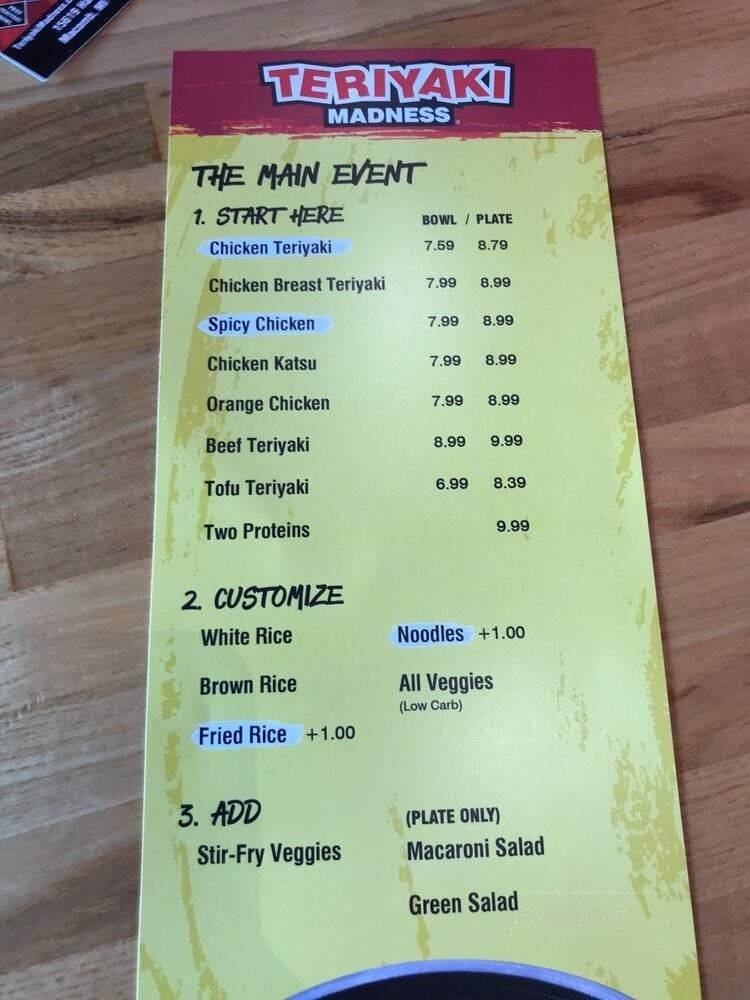 TERIYAKI
MADNESS
THE MAIN EVENT
1. START HERE BOWL / PLATE
Chicken Teriyaki 7.59 8.79
Chicken Breast Teriyaki 7.99 8.99
Spicy Chicken 7.99 8.99
Chicken Katsu 7.99 8.99
Orange Chicken 7.99 8.99
Beef Teriyaki 8.99 9.99
Tofu Teriyaki 6.99 8.39
Two Proteins 9.99
2. CUSTOMIZE
White Rice Noodles +1.00
Brown Rice All Veggies
(Low Carb)
Fried Rice +1.00
3. ADD (PLATE ONLY)
Stir-Fry Veggies Macaroni Salad
Green Salad